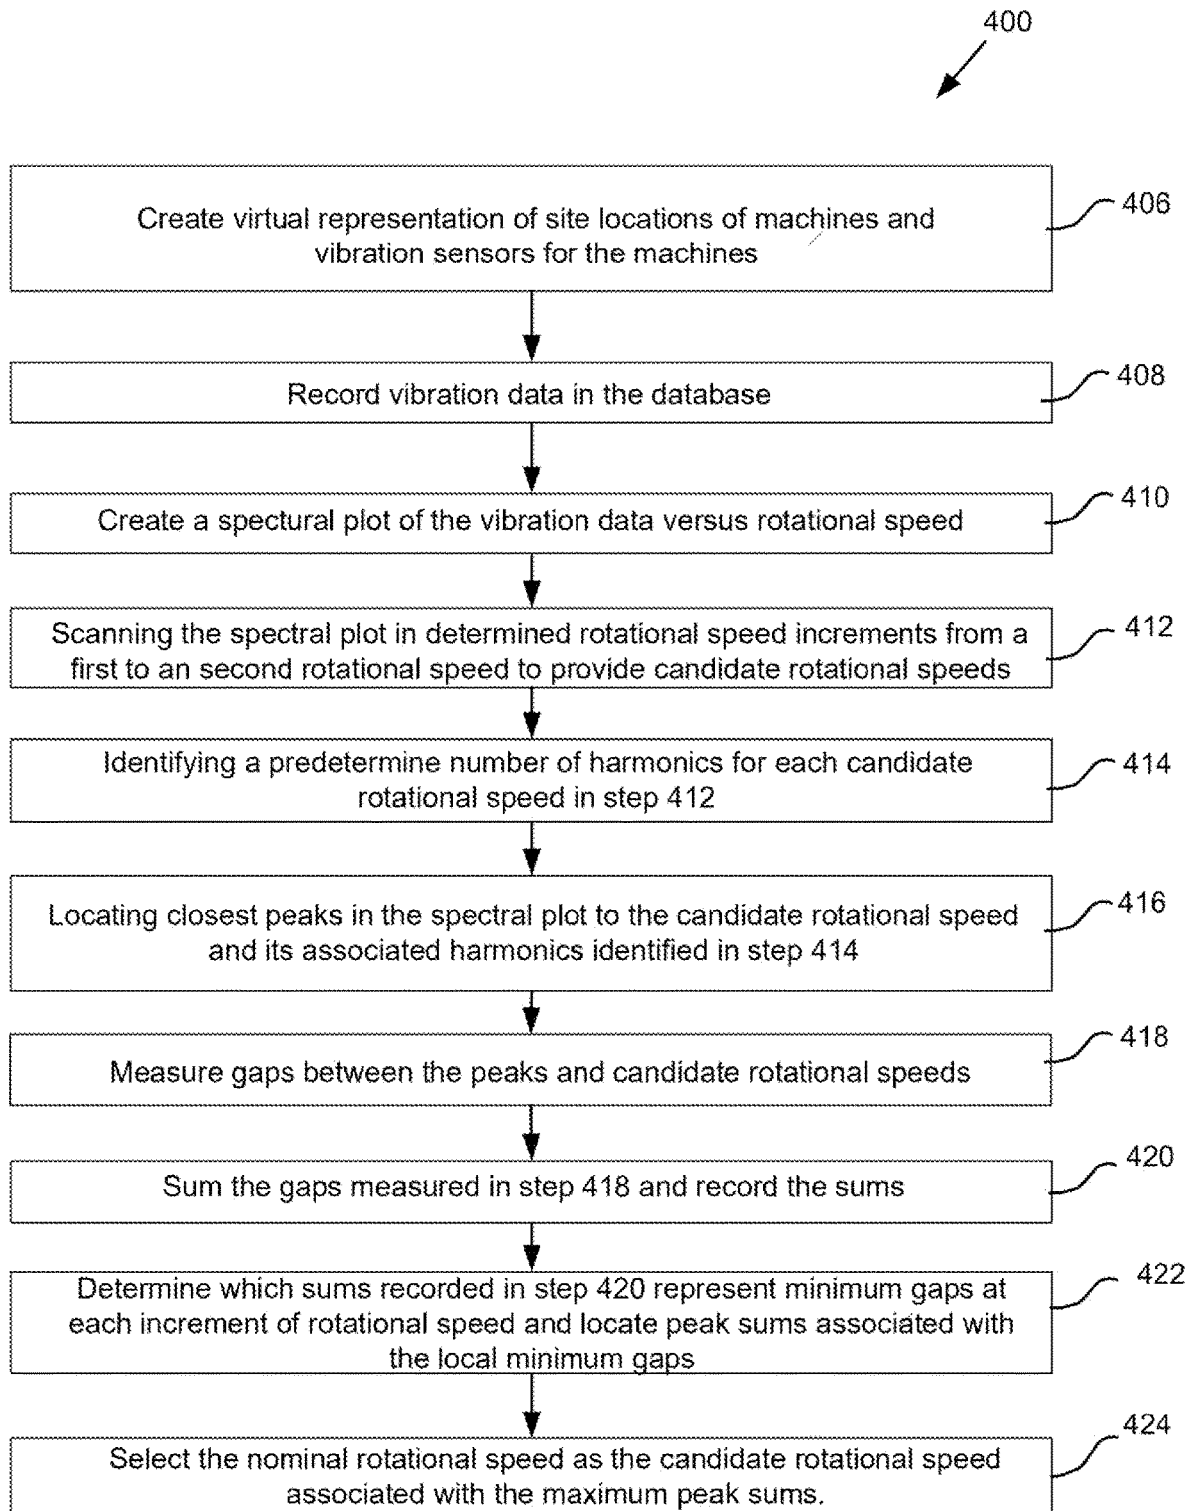 400
Create virtual representation of site locations of machines and
vibration sensors for the machines
406
Record vibration data in the database
408
Create a spectural plot of the vibration data versus rotational speed
410
Scanning the spectral plot in determined rotational speed increments from a
first to an second rotational speed to provide candidate rotational speeds
412
Identifying a predetermine number of harmonics for each candidate
rotational speed in step 412
414
Locating closest peaks in the spectral plot to the candidate rotational speed
and its associated harmonics identified in step 414
416
Measure gaps between the peaks and candidate rotational speeds
418
Sum the gaps measured in step 418 and record the sums
420
Determine which sums recorded in step 420 represent minimum gaps at
each increment of rotational speed and locate peak sums associated with
the local minimum gaps
422
Select the nominal rotational speed as the candidate rotational speed
associated with the maximum peak sums.
424